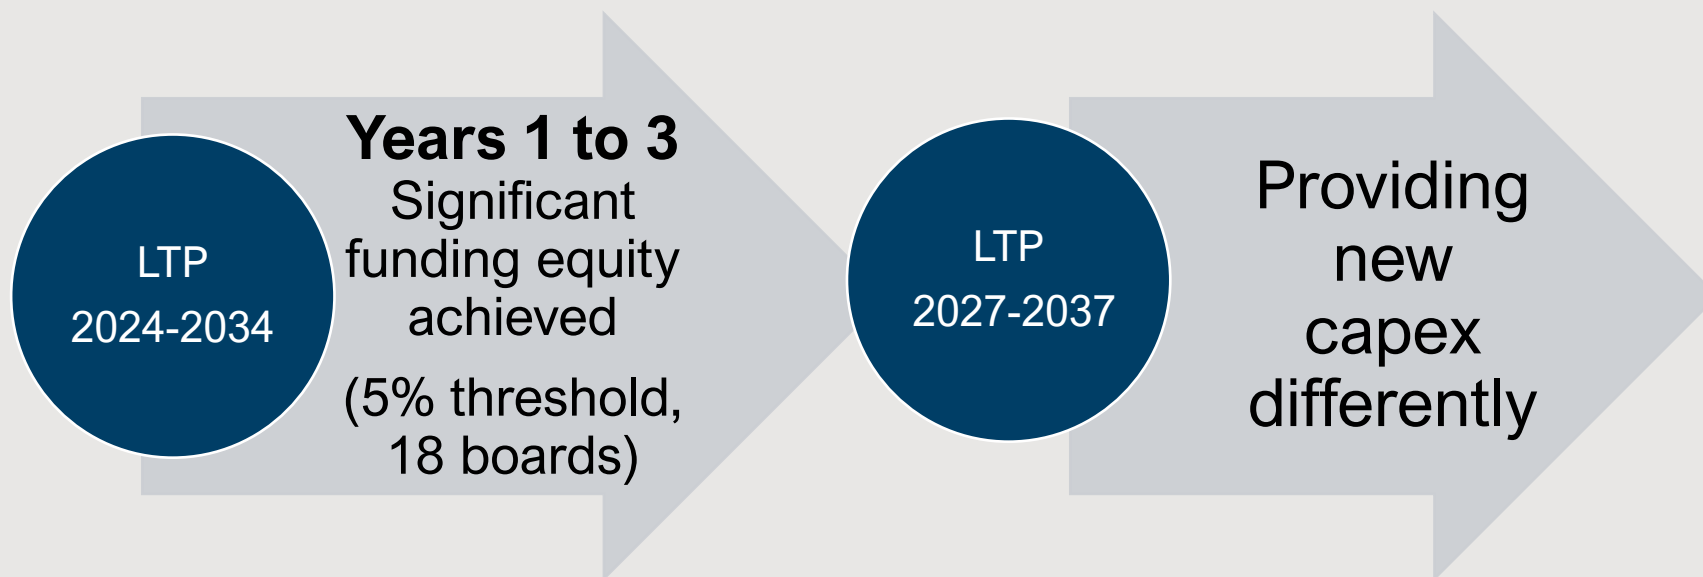 LTP
2024-2034
Years 1 to 3
Significant
funding equity
achieved
(5% threshold,
18 boards)
LTP
2027-2037
Providing
new
capex
differently